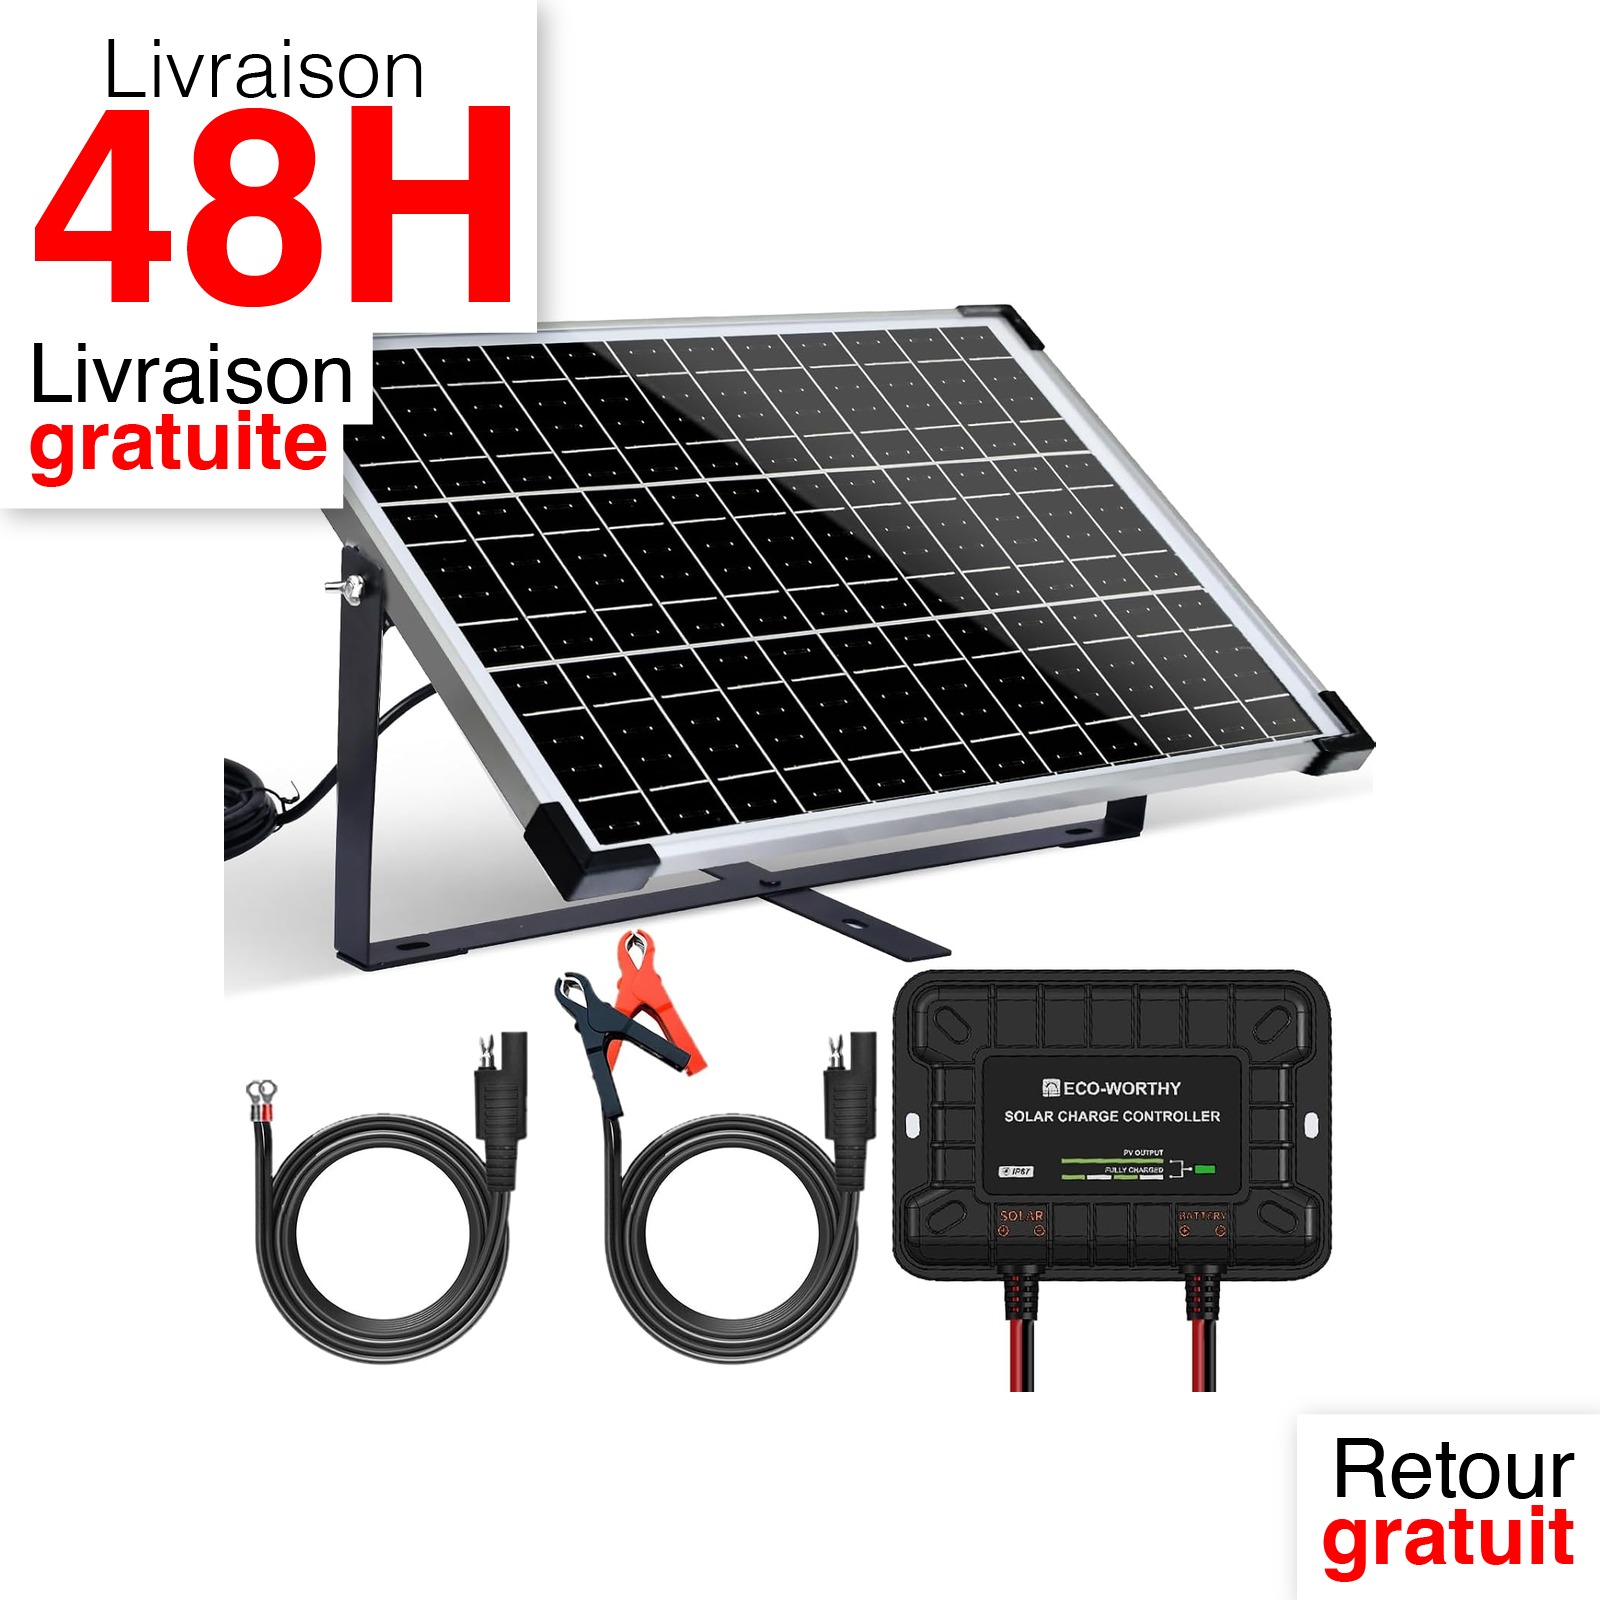 Livraison
48H
Livraison
gratuite
ECO-WORTHY
SOLAR CHARGE CONTROLLER
PV OUTPUT
IP67
FULLY CHARGED
SOLAR
BATTERY
Retour
gratuit